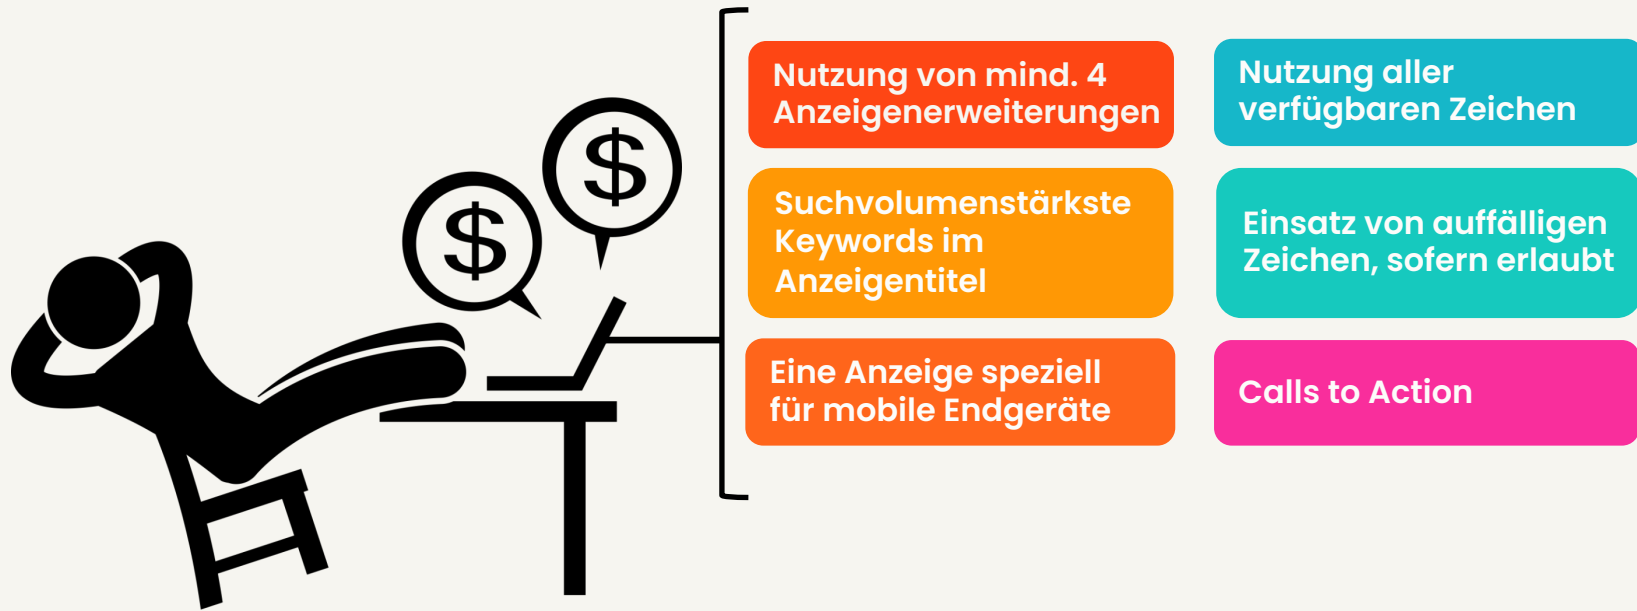 $
$
Nutzung von mind. 4
Anzeigenerweiterungen
Suchvolumenstärkste
Keywords im
Anzeigentitel
Eine Anzeige speziell
für mobile Endgeräte
Nutzung aller
verfügbaren Zeichen
Einsatz von auffälligen
Zeichen, sofern erlaubt
Calls to Action